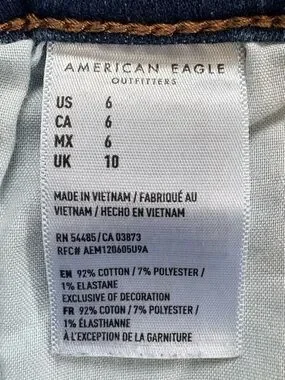 AMERICAN EAGLE
OUTFITTERS
US 6
CA 6
MX 6
UK 10
MADE IN VIETNAM / FABRIQUÉ AU
VIETNAM / HECHO EN VIETNAM
RN 54485/CA 03873
RFC# AEM120605U9A
EN 92% COTTON / 7% POLYESTER /
1% ELASTANE
EXCLUSIVE OF DECORATION
FR 92% COTON / 7% POLYESTER /
1% ÉLASTHANNE
À L'EXCEPTION DE LA GARNITURE